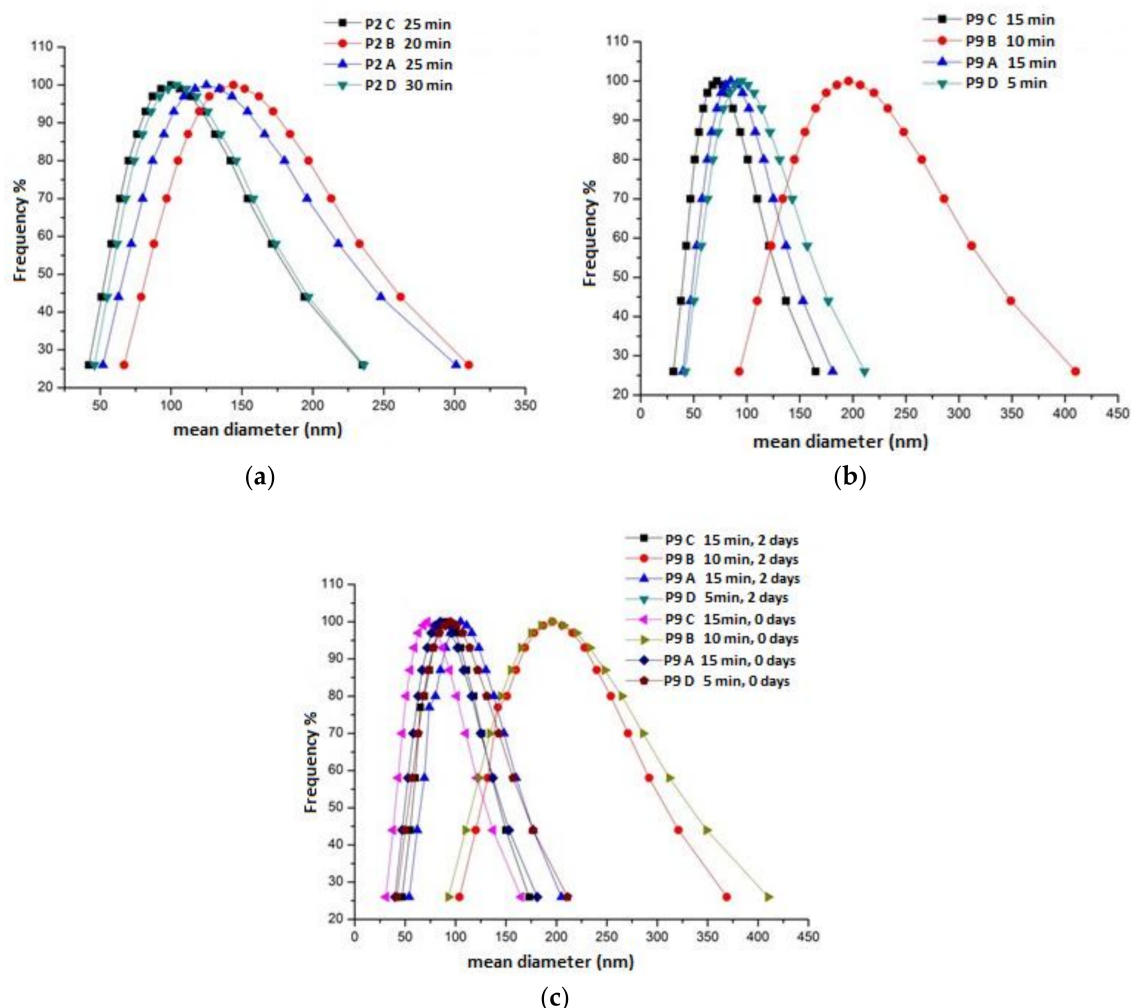 P2 C 25 min
P2 B 20 min
P2 A 25 min
P2 D 30 min
110
100
90
80
70
60
50
40
30
20
Frequency %
50 100 150 200 250 300 350
mean diameter (nm)
(a)
P9 C 15 min
P9 B 10 min
P9 A 15 min
P9 D 5 min
110
100
90
80
70
60
50
40
30
20
Frequency %
0 50 100 150 200 250 300 350 400 450
mean diameter (nm)
(b)
P9 C 15 min, 2 days
P9 B 10 min, 2 days
P9 A 15 min, 2 days
P9 D 5min, 2 days
P9 C 15min, 0 days
P9 B 10 min, 0 days
P9 A 15 min, 0 days
P9 D 5 min, 0 days
110
100
90
80
70
60
50
40
30
20
Frequency %
0 50 100 150 200 250 300 350 400 450
mean diameter (nm)
(c)